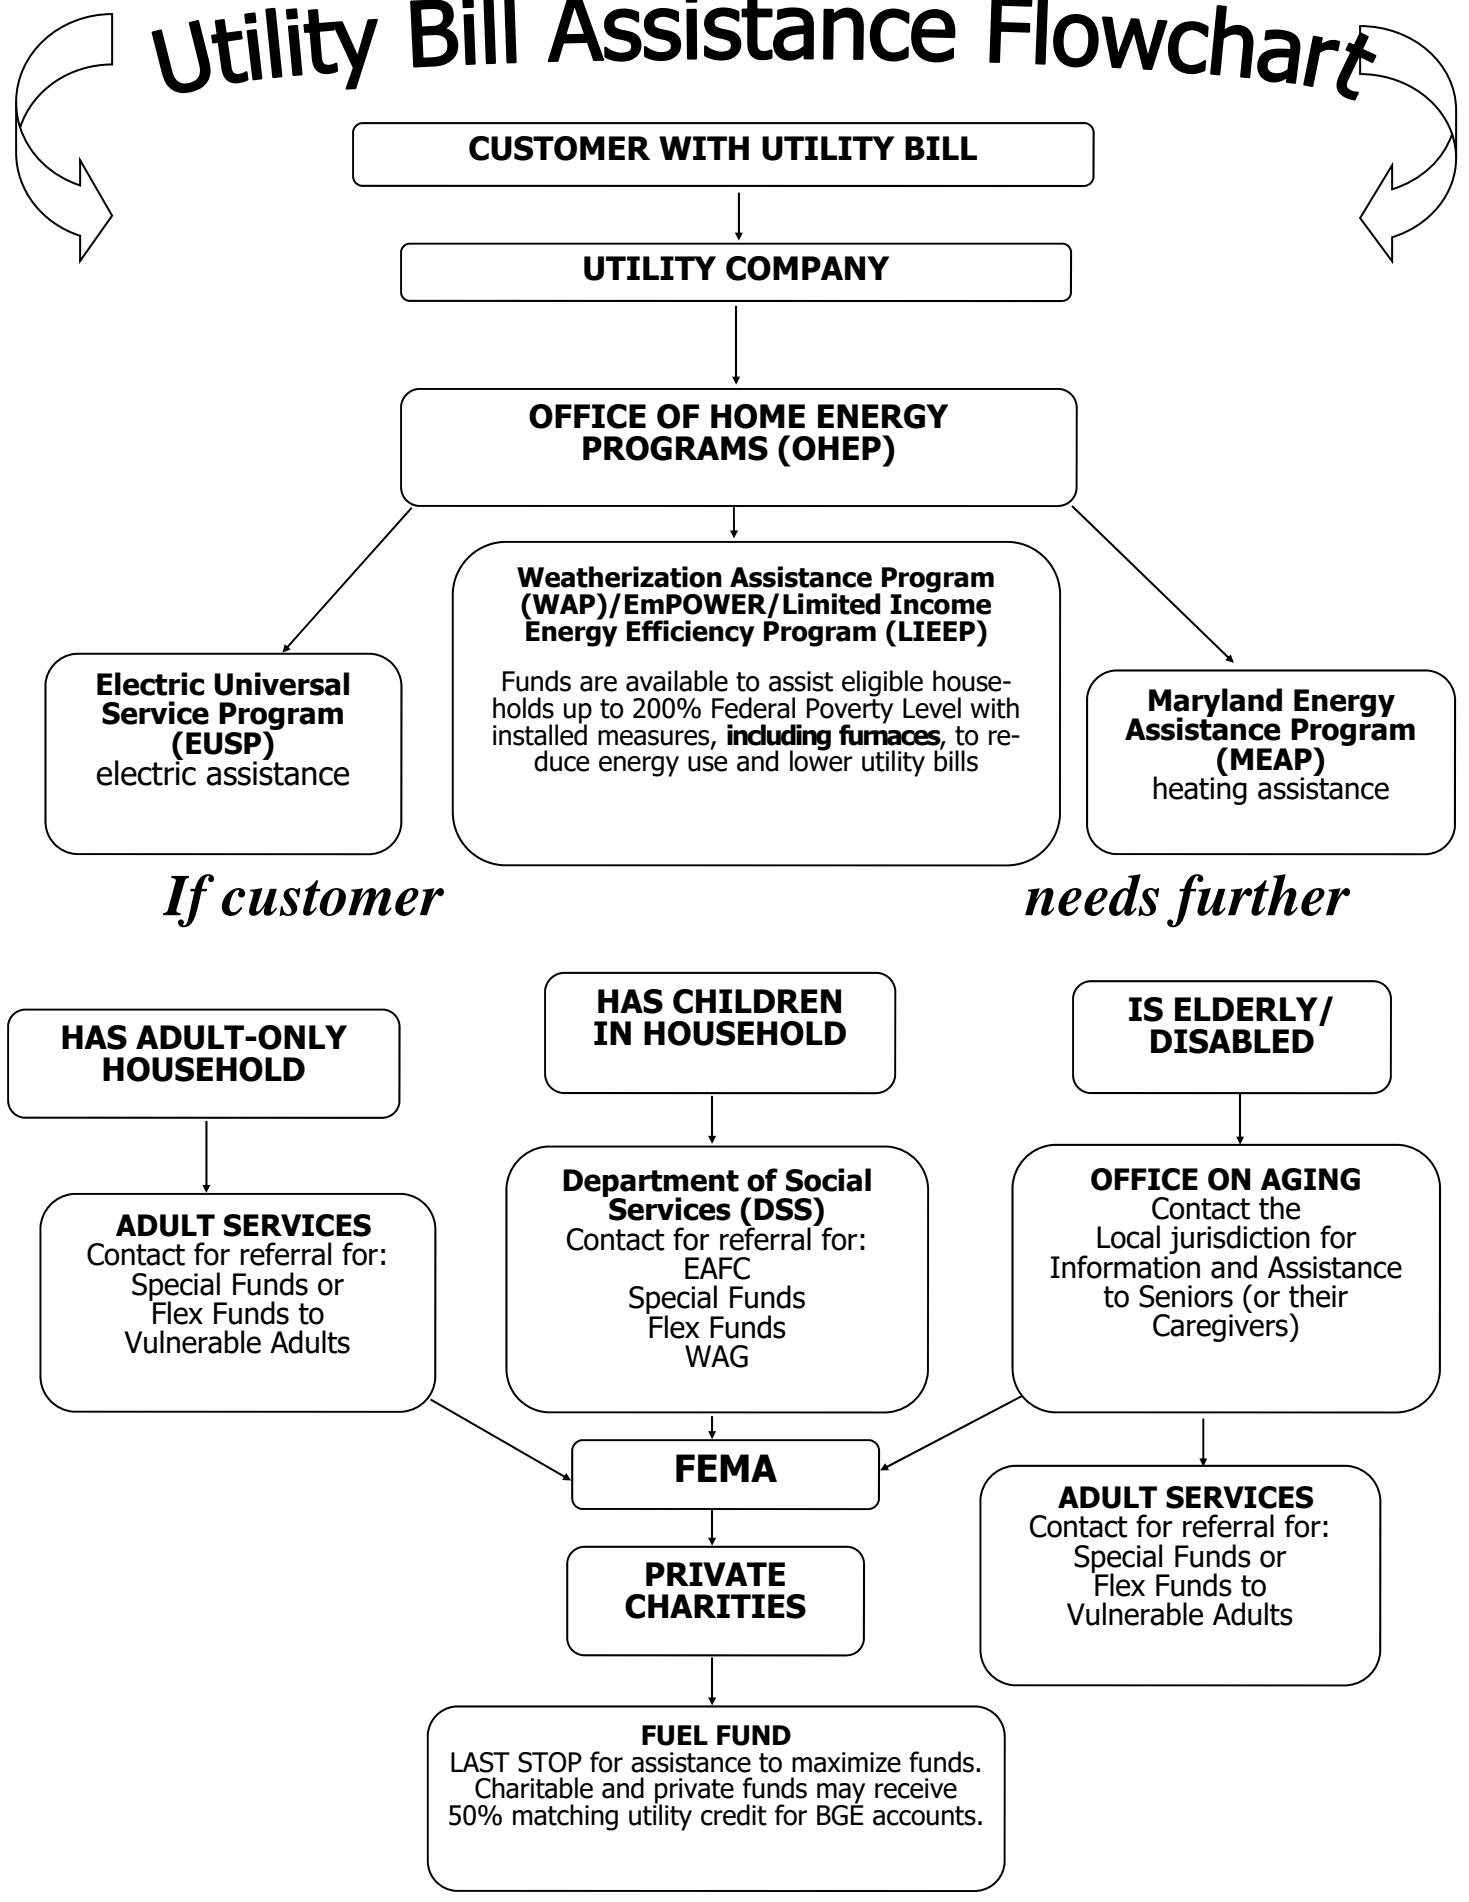 Utility Bill Assistance Flowchart
CUSTOMER WITH UTILITY BILL
UTILITY COMPANY
OFFICE OF HOME ENERGY
PROGRAMS (OHEP)
Electric Universal
Service Program
(EUSP)
electric assistance
Weatherization Assistance Program
(WAP)/EmPOWER/Limited Income
Energy Efficiency Program (LIEEP)
Funds are available to assist eligible house-
holds up to 200% Federal Poverty Level with
installed measures, including furnaces, to re-
duce energy use and lower utility bills
Maryland Energy
Assistance Program
(MEAP)
heating assistance
If customer needs further
HAS ADULT-ONLY
HOUSEHOLD
HAS CHILDREN
IN HOUSEHOLD
IS ELDERLY/
DISABLED
ADULT SERVICES
Contact for referral for:
Special Funds or
Flex Funds to
Vulnerable Adults
Department of Social
Services (DSS)
Contact for referral for:
EAFC
Special Funds
Flex Funds
WAG
OFFICE ON AGING
Contact the
Local jurisdiction for
Information and Assistance
to Seniors (or their
Caregivers)
FEMA
ADULT SERVICES
Contact for referral for:
Special Funds or
Flex Funds to
Vulnerable Adults
PRIVATE
CHARITIES
FUEL FUND
LAST STOP for assistance to maximize funds.
Charitable and private funds may receive
50% matching utility credit for BGE accounts.